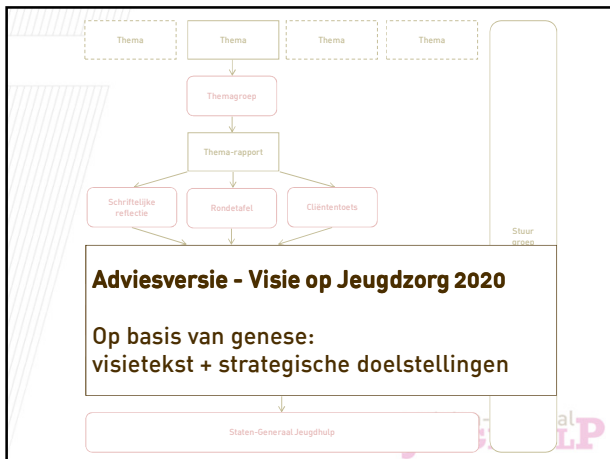 Thema Thema Thema Thema
Themagroep
Thema-rapport
Schriftelijke
reflectie
Rondetafel
Cliëntentoets
Stuur
groep
Adviesversie - Visie op Jeugdzorg 2020
Op basis van genese:
visietekst + strategische doelstellingen
Staten-Generaal Jeugdhulp